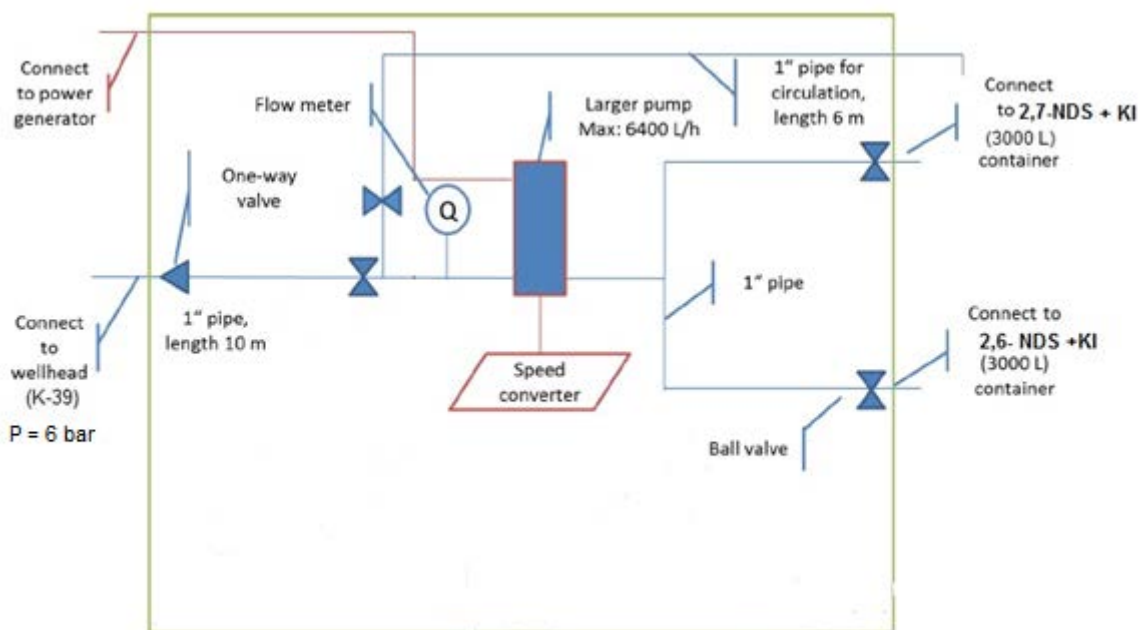 Connect
to power
generator
Flow meter
One-way
valve
Larger pump
Max: 6400 L/h
1" pipe for
circulation,
length 6 m
Connect
to 2,7-NDS + KI
(3000 L)
container
Q
1" pipe,
length 10 m
Connect
to
wellhead
(K-39)
P = 6 bar
Speed
converter
1" pipe
Connect to
2,6- NDS +KI
(3000 L)
container
Ball valve